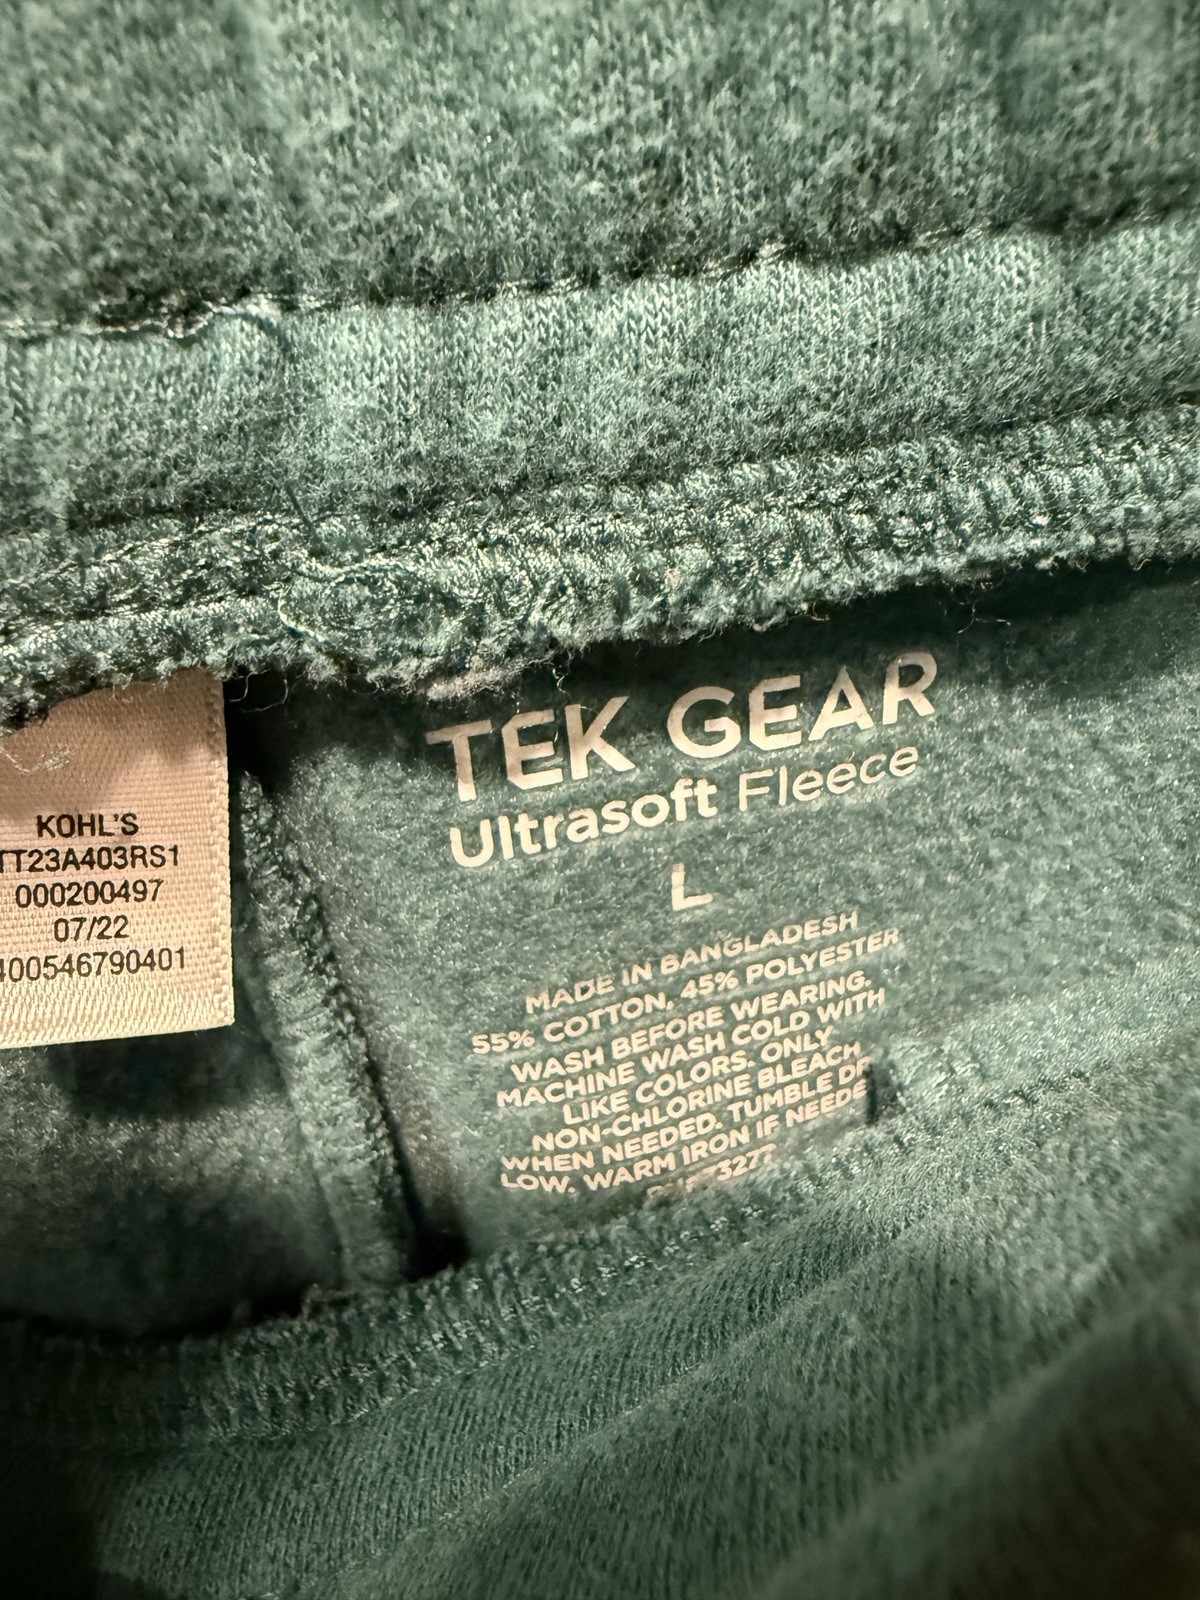 KOHL'S
TT23A403RS1
000200497
07/22
400546790401
TEK GEAR
Ultrasoft Fleece
L
MADE IN BANGLADESH
55% COTTON, 45% POLYESTER
WASH BEFORE WEARING.
MACHINE WASH COLD WITH
LIKE COLORS. ONLY
NON-CHLORINE BLEACH
WHEN NEEDED. TUMBLE
LOW. WARM IRON IF